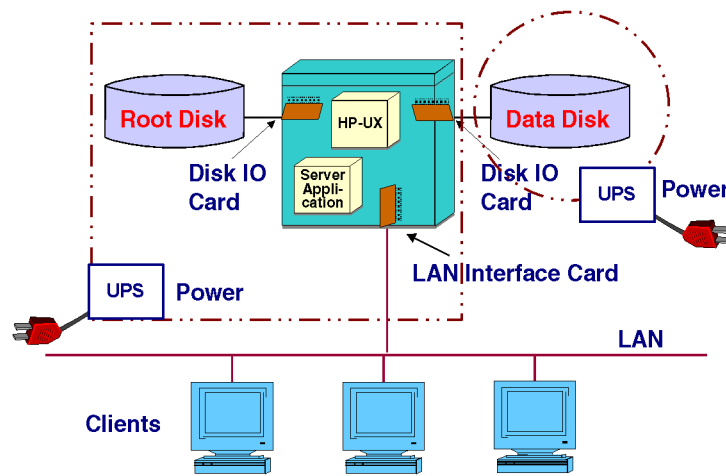 Root Disk
HP-UX
Data Disk
Disk IO
Card
Server
Appli-
cation
Disk IO
Card
UPS
Power
LAN Interface Card
UPS
Power
LAN
Clients